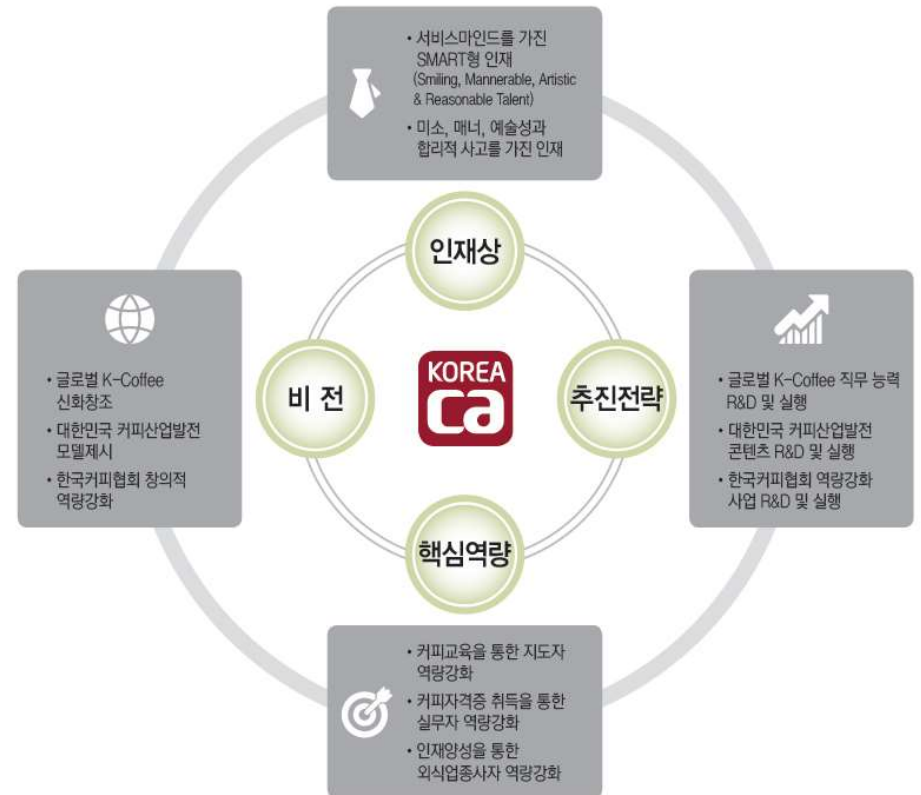 • 서비스마인드를 가진
SMART형 인재
(Smiling, Mannerable, Artistic
& Reasonable Talent)
• 미소, 매너, 예술성과
합리적 사고를 가진 인재
인재상
• 글로벌 K-Coffee
신화창조
• 대한민국 커피산업발전
모델제시
• 한국커피협회 창의적
역량강화
비 전
KOREA
ca
추진전략
• 글로벌 K-Coffee 직무 능력
R&D 및 실행
• 대한민국 커피산업발전
콘텐츠 R&D 및 실행
• 한국커피협회 역량강화
사업 R&D 및 실행
핵심역량
• 커피교육을 통한 지도자
역량강화
• 커피자격증 취득을 통한
실무자 역량강화
• 인재양성을 통한
외식업종사자 역량강화